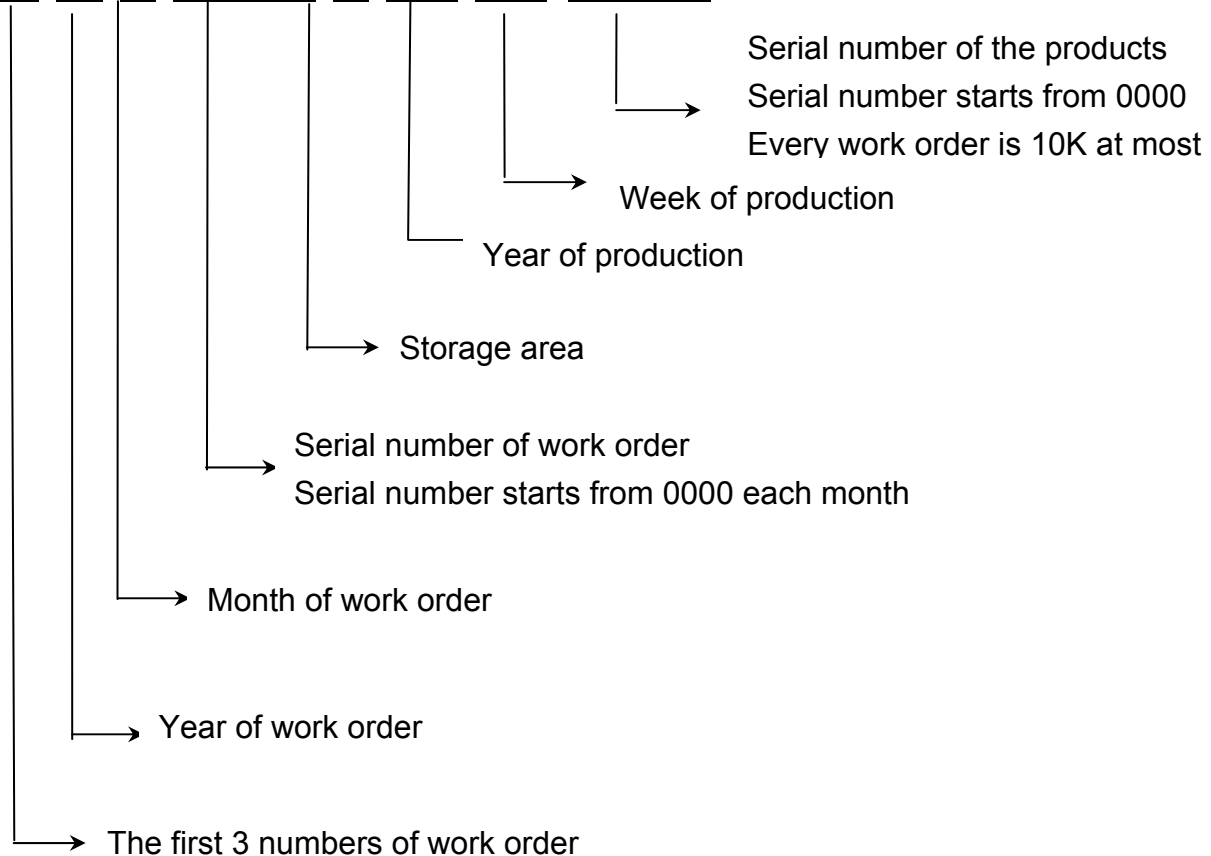 Serial number of the products
Serial number starts from 0000
Every work order is 10K at most
Week of production
Year of production
Storage area
Serial number of work order
Serial number starts from 0000 each month
Month of work order
Year of work order
The first 3 numbers of work order